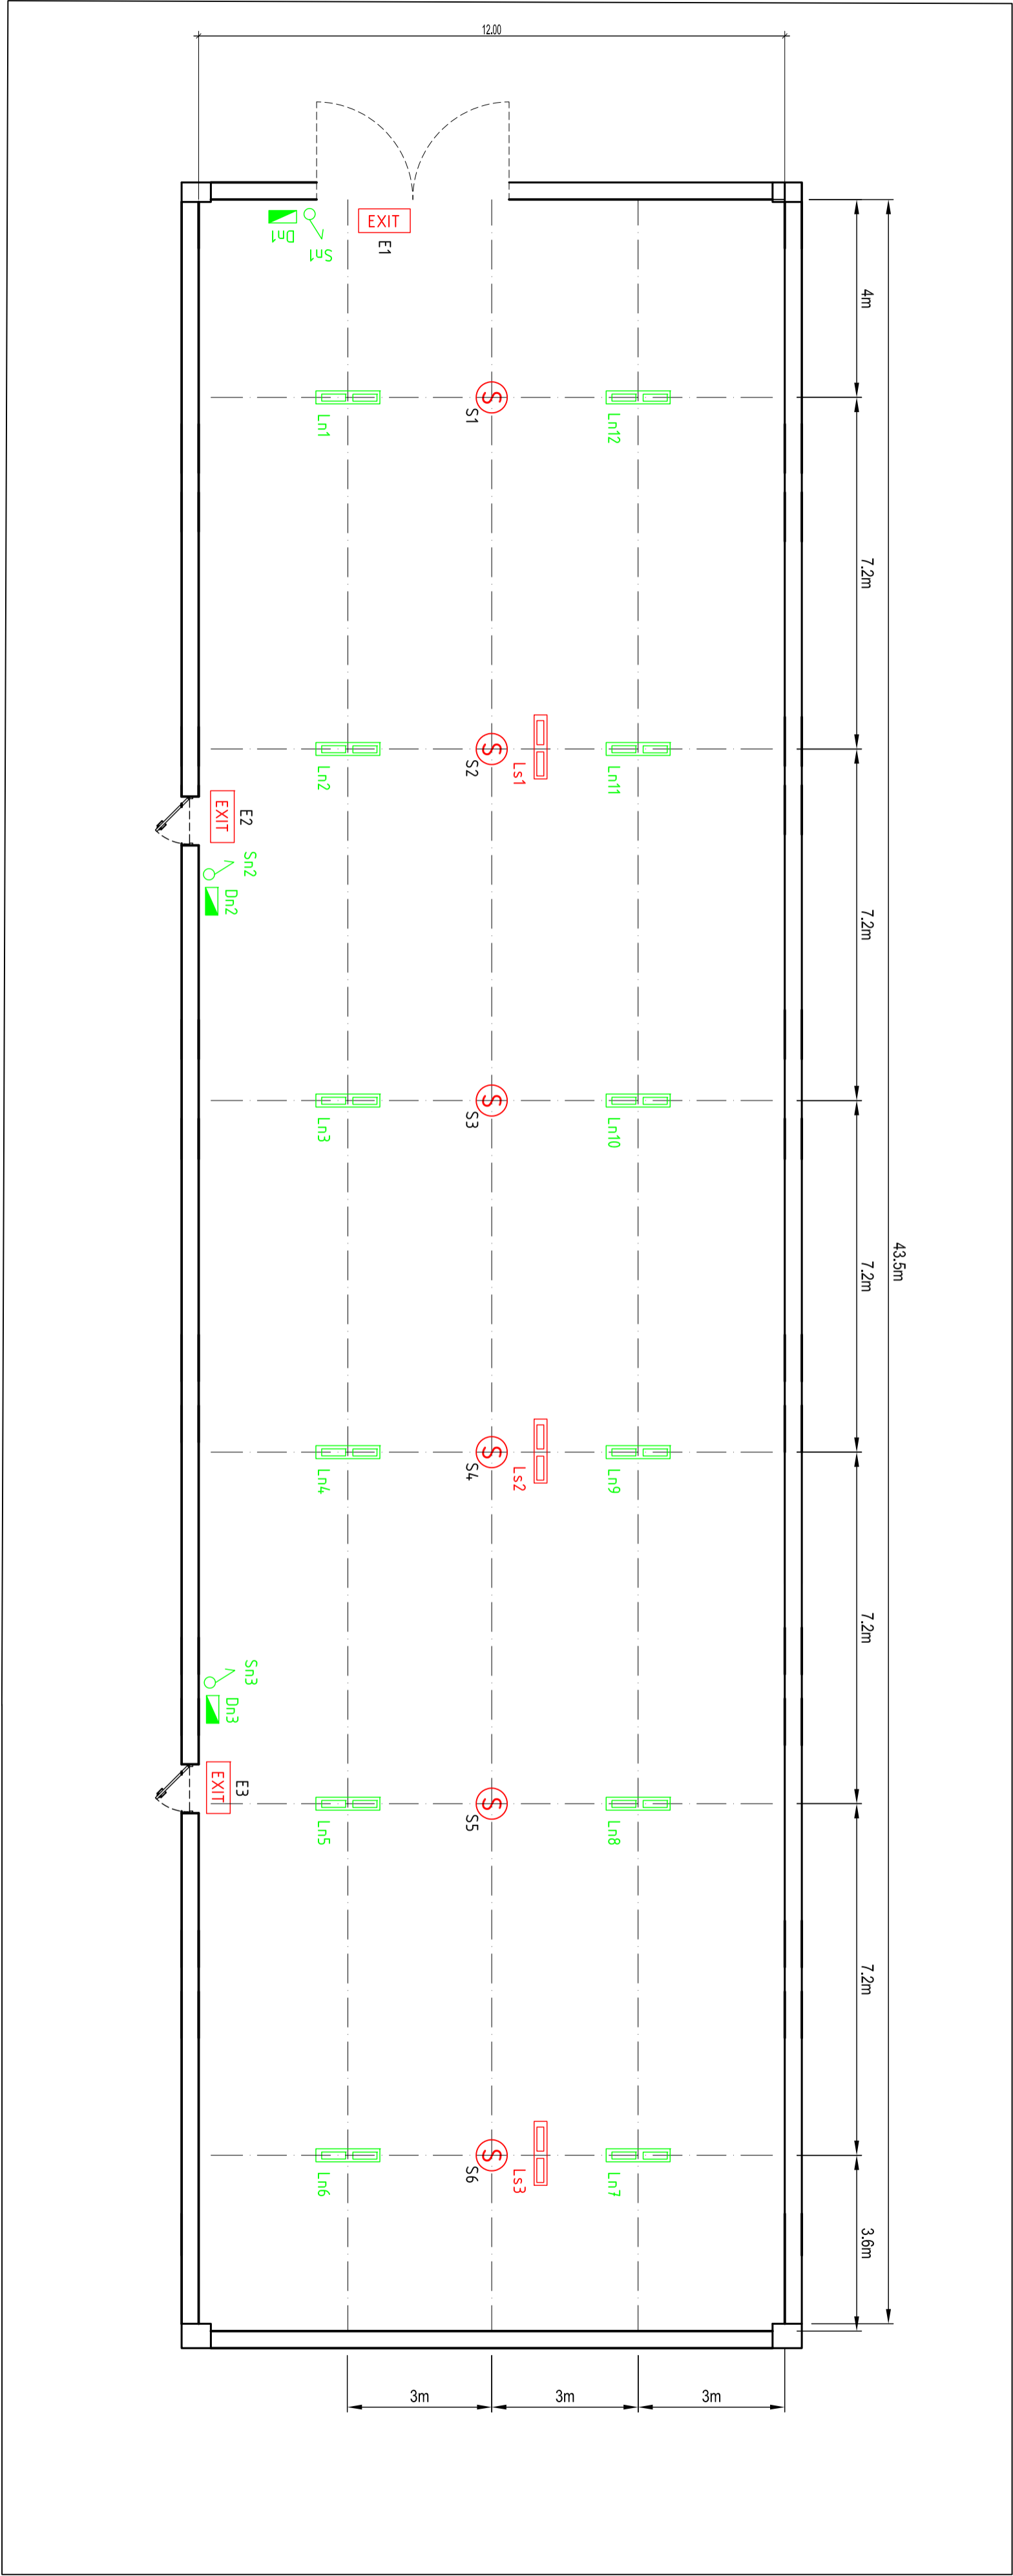 12.00
EXIT
E1
Sn1
Dn1
4m
S1
Ln1
Ln12
7.2m
S2
Ls1
Ln2
Ln11
EXIT
E2
Sn2
Dn2
7.2m
S3
Ln3
Ln10
43.5m
7.2m
S4
Ls2
Ln4
Ln9
7.2m
Sn3
Dn3
EXIT
E3
S5
Ln5
Ln8
7.2m
S6
Ls3
Ln6
Ln7
3.6m
3m
3m
3m
S
S
S
S
S
S